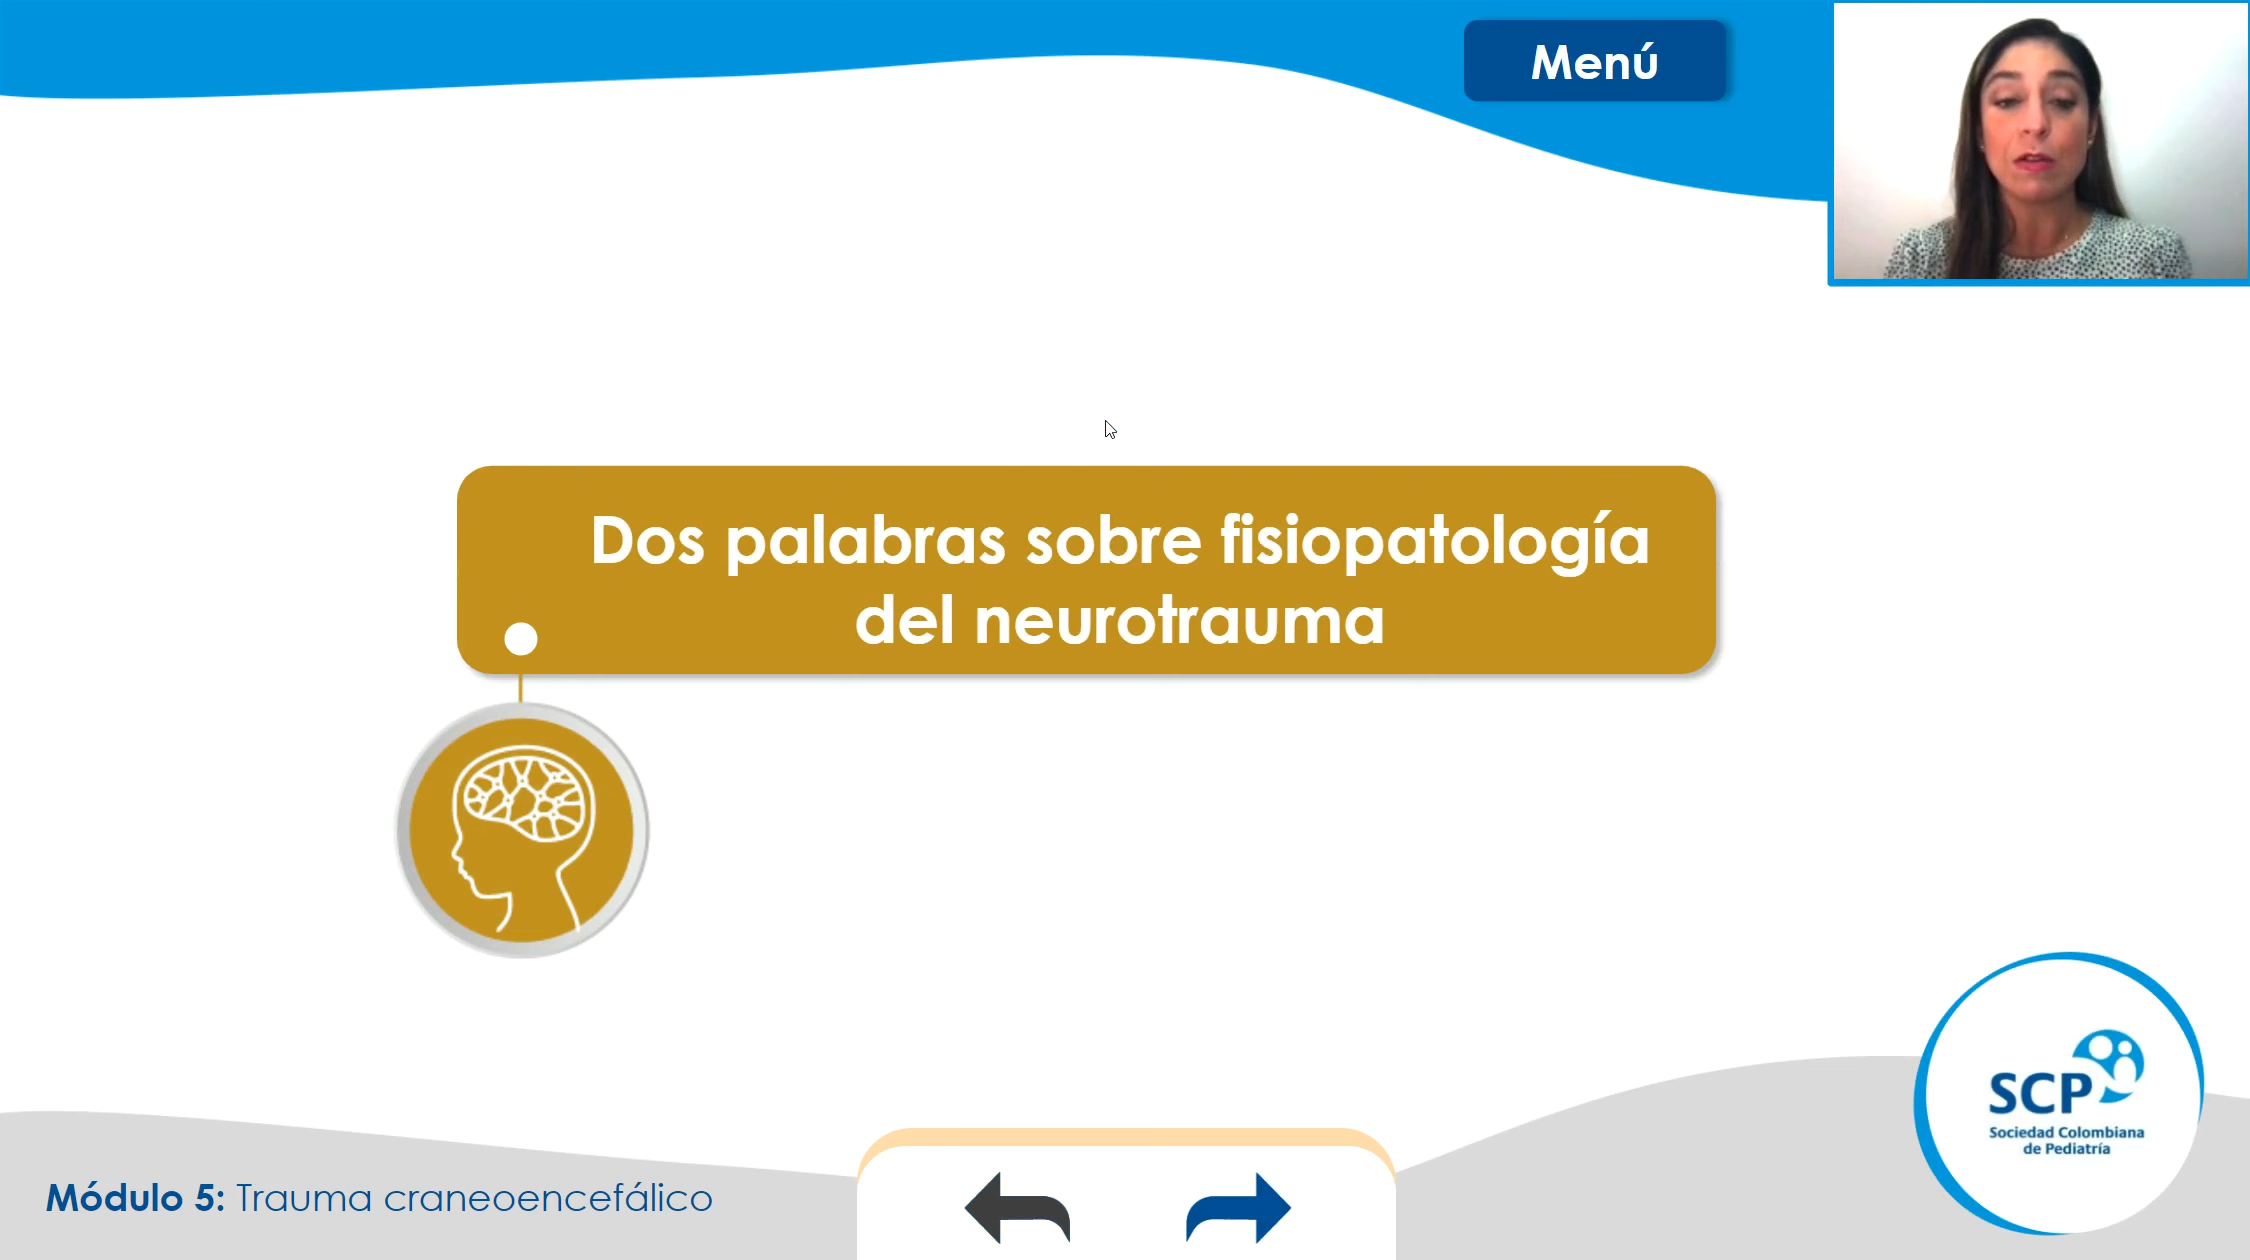 Menú
Dos palabras sobre fisiopatología
del neurotrauma
SCP
Sociedad Colombiana
de Pediatría
Módulo 5: Trauma craneoencefálico